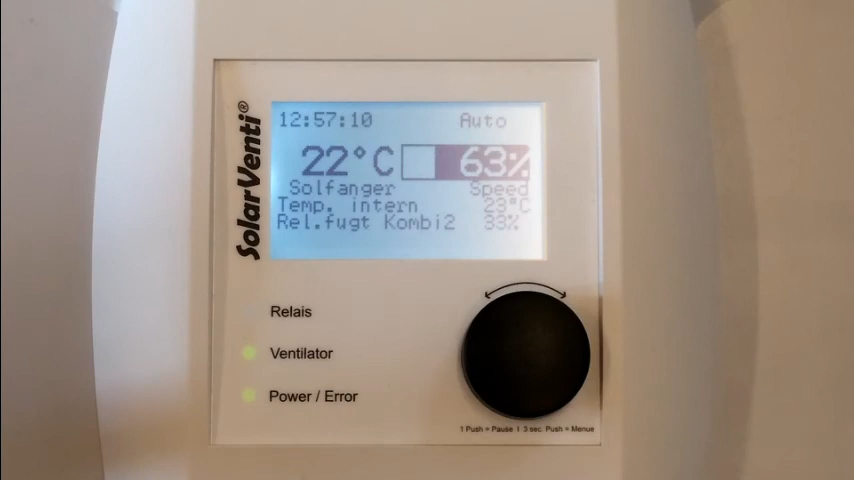 SolarVenti®
12:57:10 Auto
22°C 63%
Solfanger Speed
Temp. intern 23°C
Rel.fugt Kombi2 33%
Relais
Ventilator
Power / Error
1 Push = Pause I 3 sec. Push = Menue